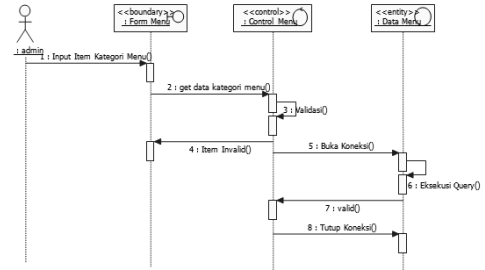 <<boundary>>
: Form Menu
<<control>>
: Control Menu
<<entity>>
: Data Menu
: admin
1 : Input Item Kategori Menu()
2 : get data kategori menu()
3 : Validasi()
4 : Item Invalid()
5 : Buka Koneksi()
6 : Eksekusi Query()
7 : valid()
8 : Tutup Koneksi()